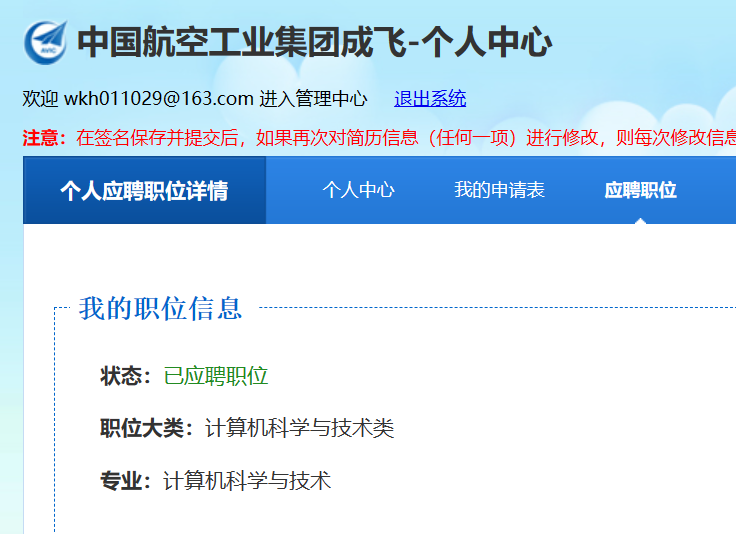 AVIC
中国航空工业集团成飞-个人中心
欢迎 wkh011029@163.com 进入管理中心 退出系统
注意：在签名保存并提交后，如果再次对简历信息（任何一项）进行修改，则每次修改信息
个人应聘职位详情 个人中心 我的申请表 应聘职位
我的职位信息
状态：已应聘职位
职位大类：计算机科学与技术类
专业：计算机科学与技术